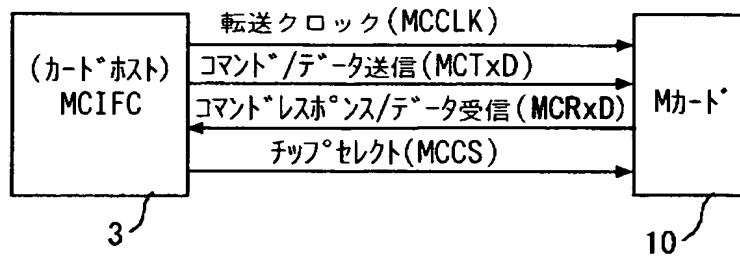 転送クロック(MCCLK)
(カードホスト)
MCIFC
コマンド/データ送信(MCTxD)
コマンドレスポンス/データ受信(MCRxD)
Mカード
チップセレクト(MCCS)
3
10